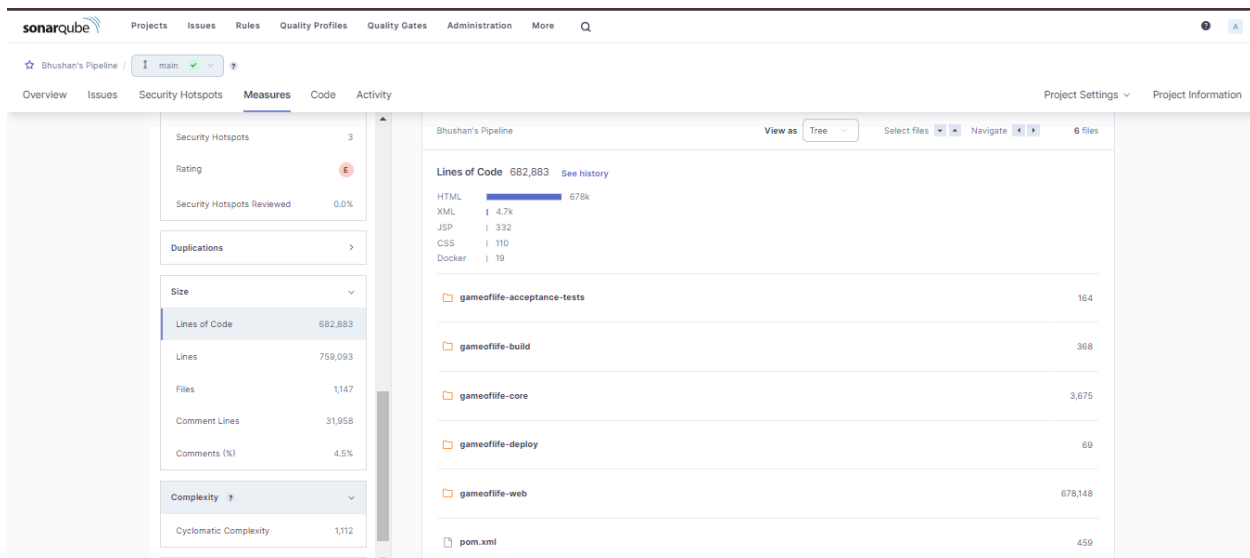 sonarqube Projects Issues Rules Quality Profiles Quality Gates Administration More ? A
Bhushan's Pipeline / main ?
Overview Issues Security Hotspots Measures Code Activity Project Settings Project Information
Security Hotspots 3
Rating E
Security Hotspots Reviewed 0.0%
Duplications
Size
Lines of Code 682,883
Lines 759,093
Files 1,147
Comment Lines 31,958
Comments (%) 4.5%
Complexity ?
Cyclomatic Complexity 1,112
Bhushan's Pipeline View as Tree Select files Navigate 6 files
Lines of Code 682,883 See history
HTML 678k
XML 4.7k
JSP 332
CSS 110
Docker 19
gameoflife-acceptance-tests 164
gameoflife-build 368
gameoflife-core 3,675
gameoflife-deploy 69
gameoflife-web 678,148
pom.xml 459